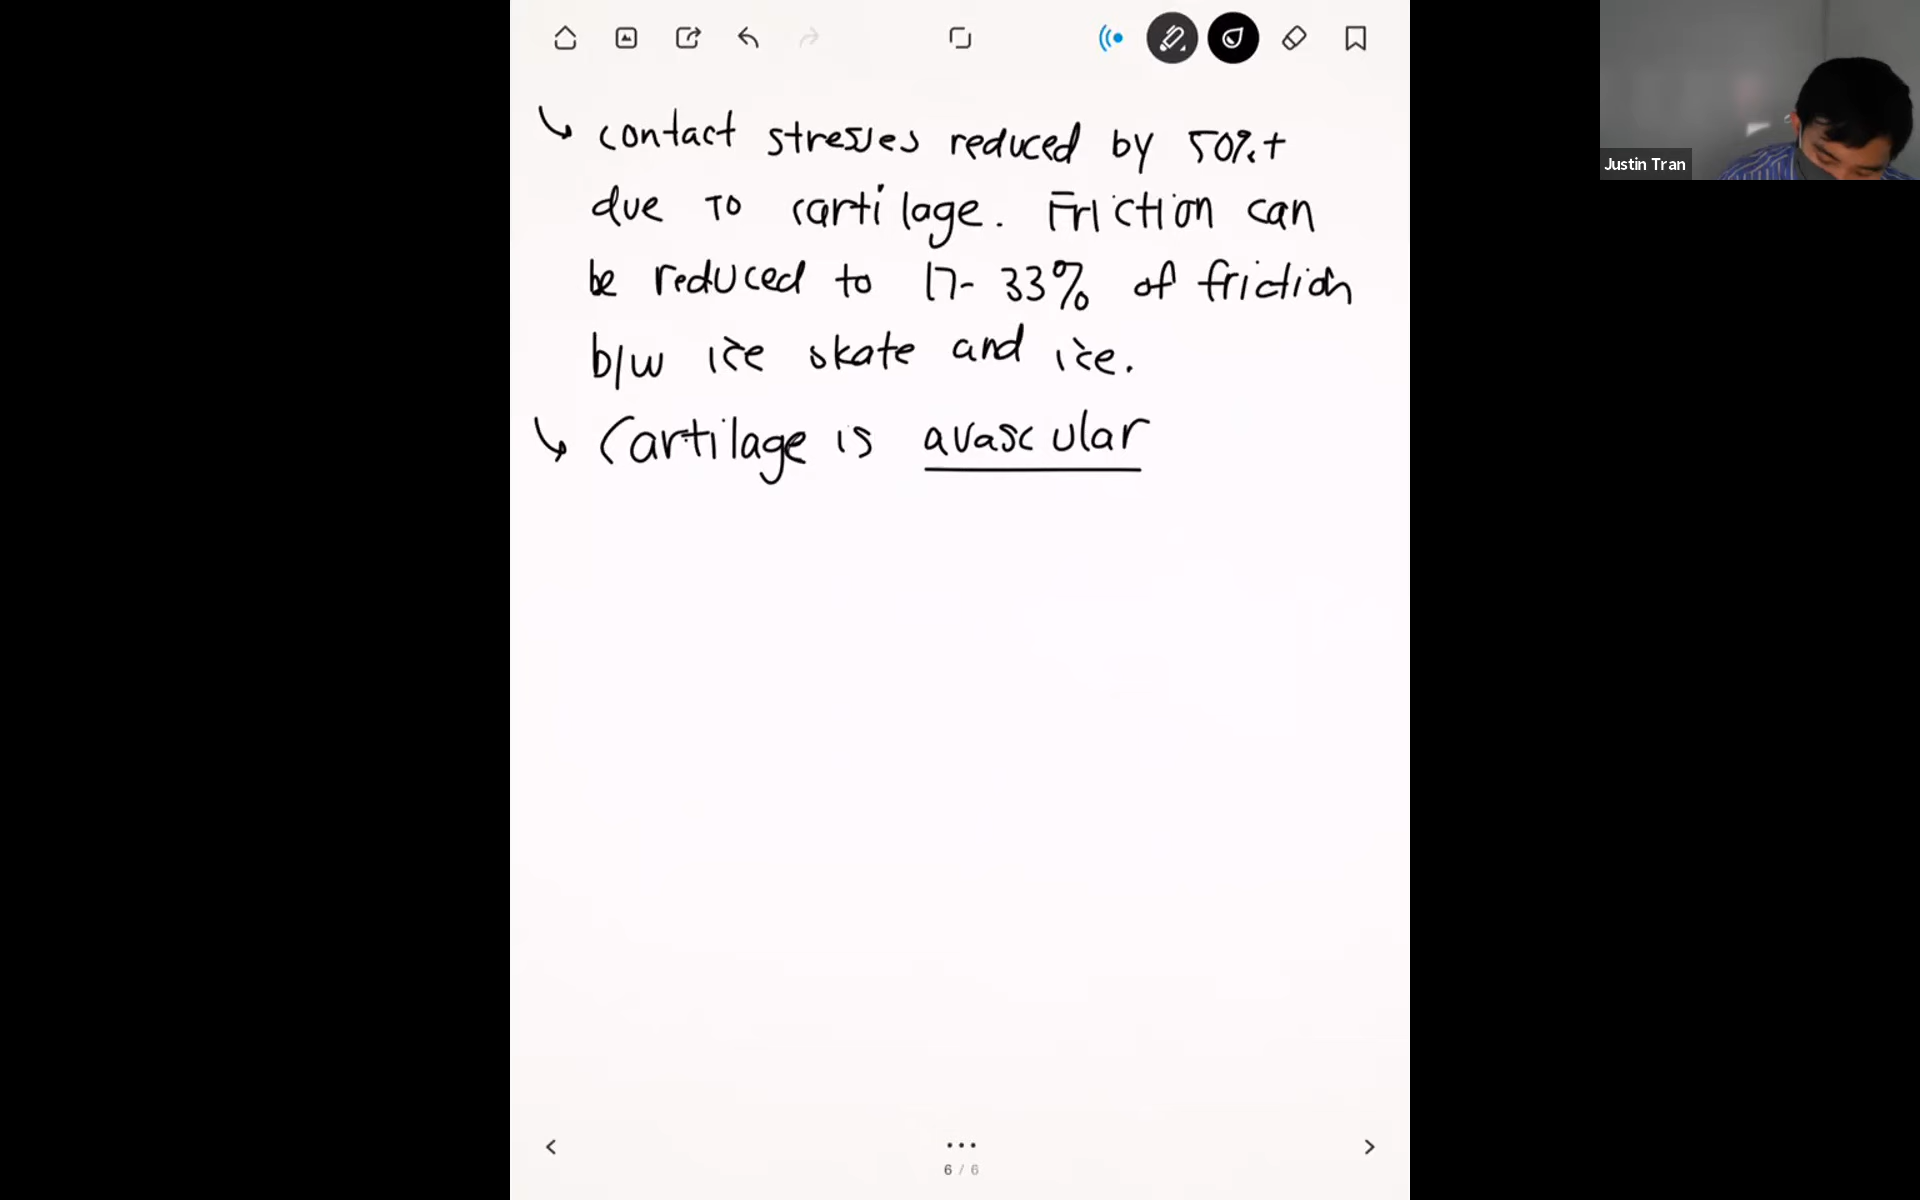 ↳ contact stresses reduced by 50%+
due to cartilage. Friction can
be reduced to 17-33% of friction
b/w ice skate and ice.
↳ Cartilage is avascular
Justin Tran
6 / 6